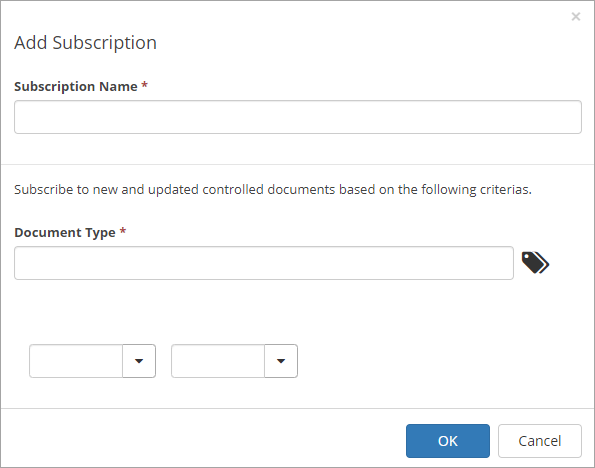 ×
Add Subscription
Subscription Name *
Subscribe to new and updated controlled documents based on the following criterias.
Document Type *
OK Cancel